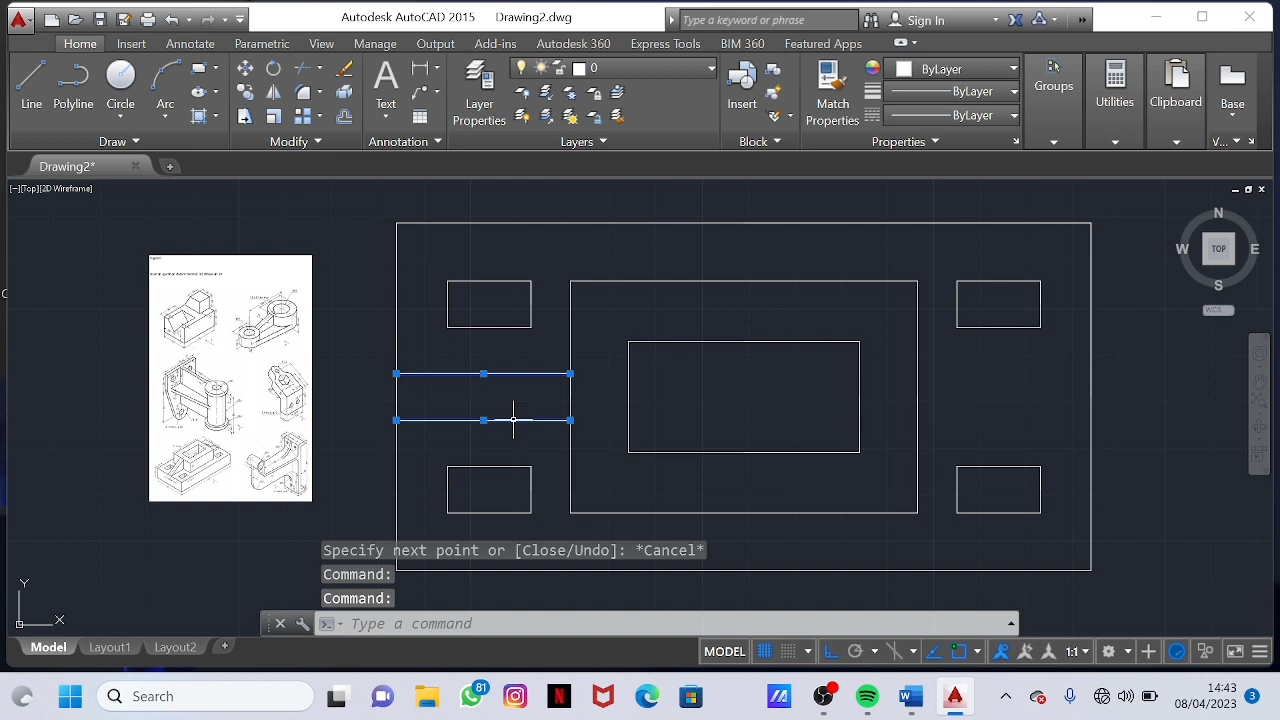 Autodesk AutoCAD 2015 Drawing2.dwg
Type a keyword or phrase
Sign In
Home Insert Annotate Parametric View Manage Output Add-ins Autodesk 360 Express Tools BIM 360 Featured Apps
0
ByLayer
ByLayer
ByLayer
Line Polyline Circle Arc
Text
Layer Properties
Insert
Match Properties
Groups
Utilities
Clipboard
Base
Draw Modify Annotation Layers Block Properties V...
Drawing2*
[−][Top][2D Wireframe]
N
W TOP E
S
WCS
Specify next point or [Close/Undo]: *Cancel*
Command:
Command:
Y
X
Type a command
Model Layout1 Layout2
MODEL 1:1
Search
81
14:43
08/04/2023
3